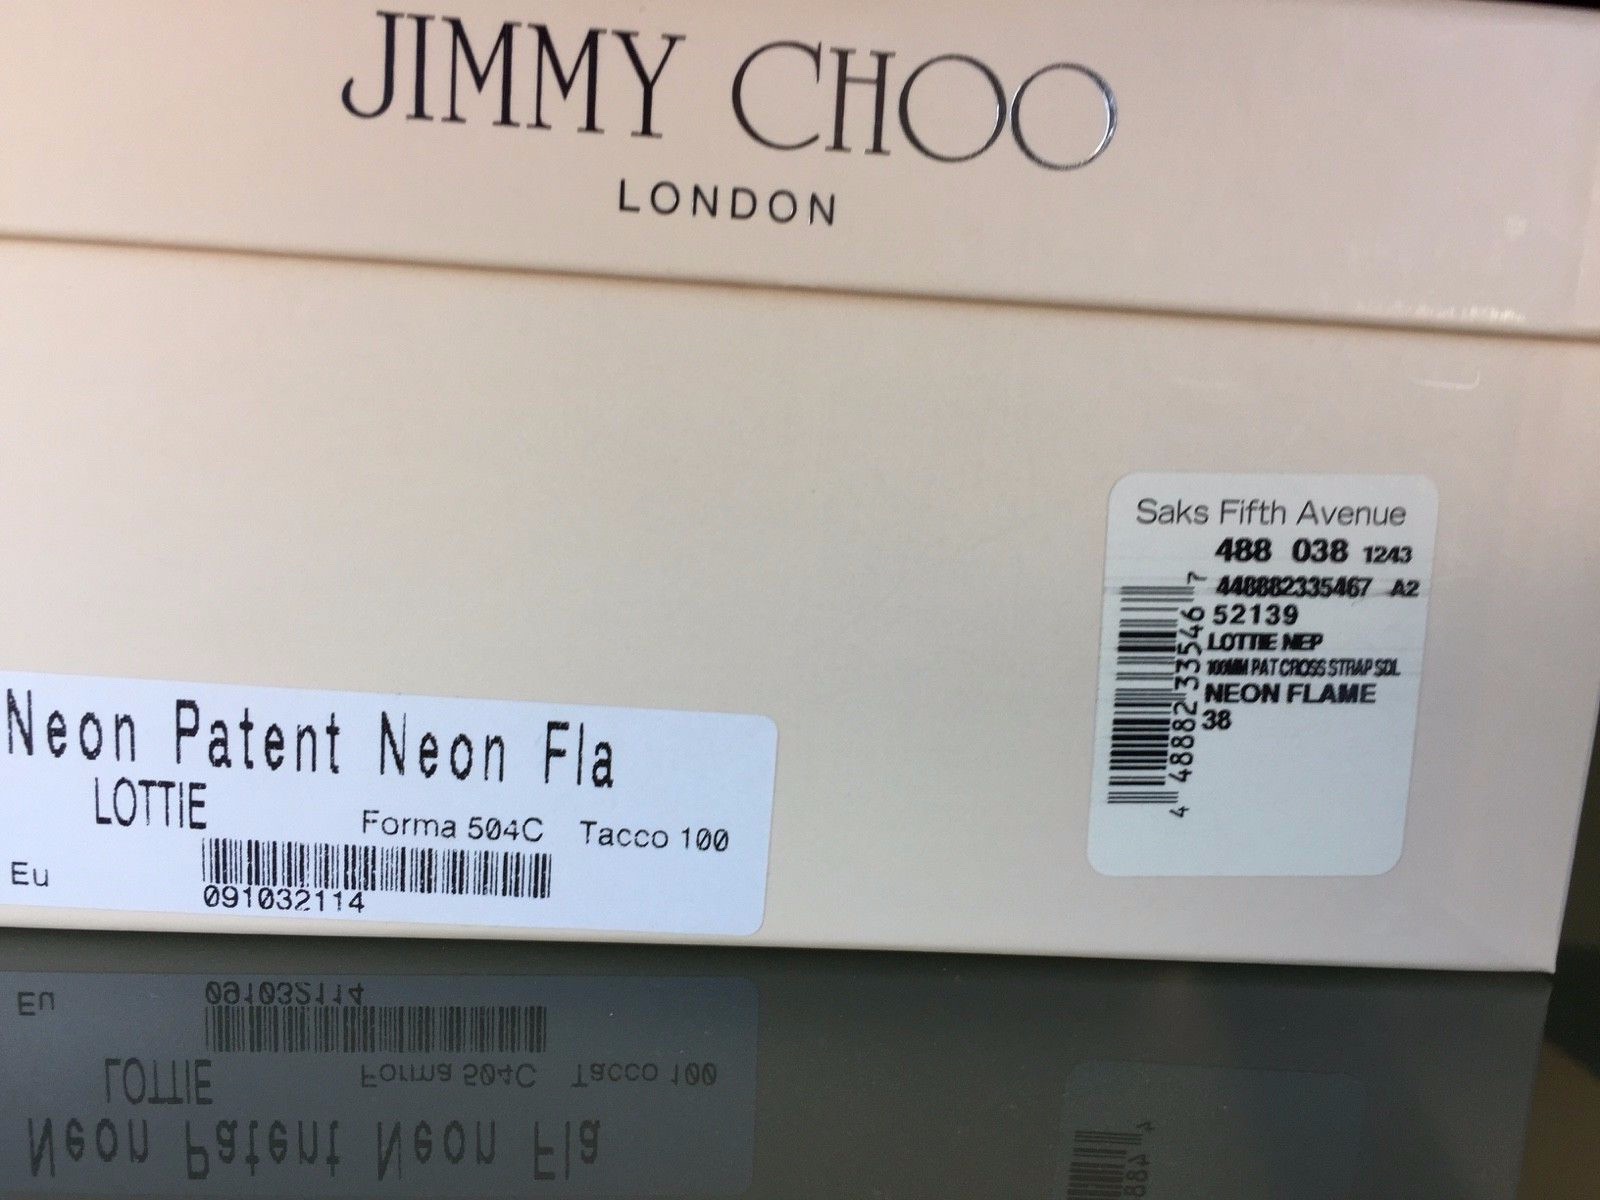 JIMMY CHOO
LONDON
Saks Fifth Avenue
488 038 1243
448882335467 A2
52139
LOTTIE NEP
100MM PAT CROSS STRAP SDL
NEON FLAME
38
4 48882 33546 7
Neon Patent Neon Fla
LOTTIE
Forma 504C Tacco 100
Eu
091032114